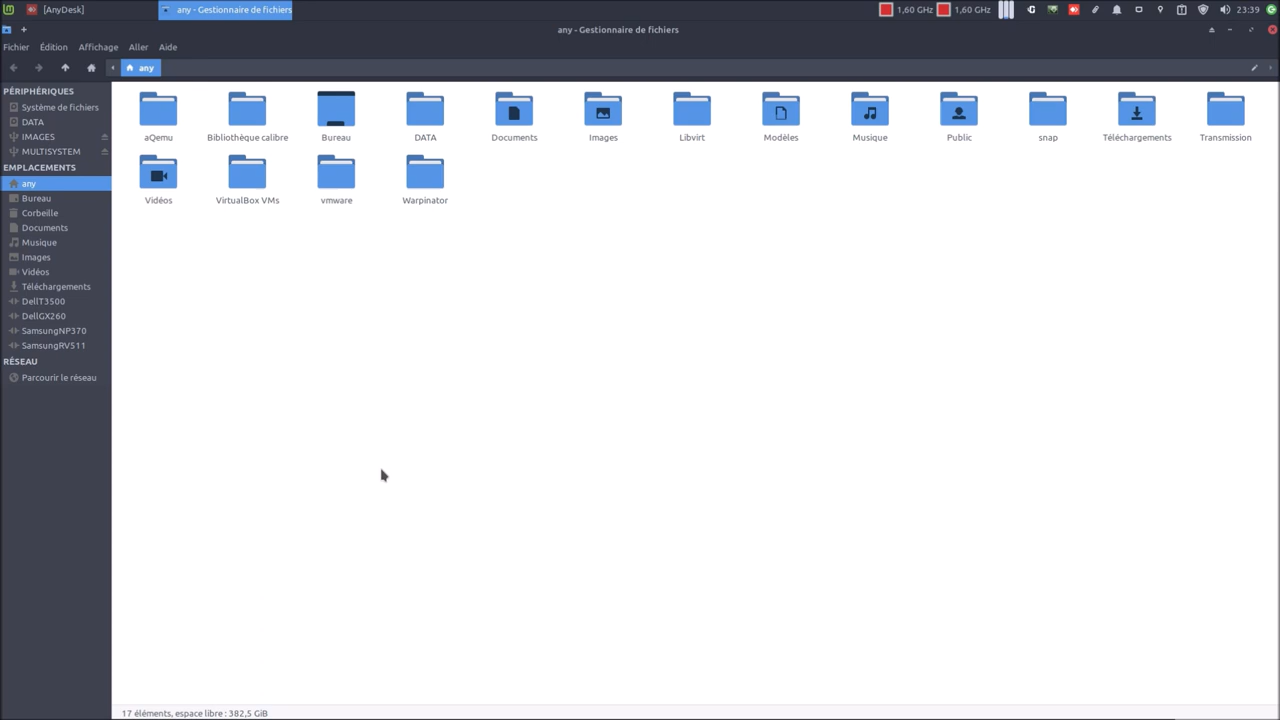 [AnyDesk] any - Gestionnaire de fichiers 1,60 GHz 1,60 GHz 23:39
any - Gestionnaire de fichiers
Fichier Édition Affichage Aller Aide
any
PÉRIPHÉRIQUES
Système de fichiers
DATA
IMAGES
MULTISYSTEM
EMPLACEMENTS
any
Bureau
Corbeille
Documents
Musique
Images
Vidéos
Téléchargements
DellT3500
DellGX260
SamsungNP370
SamsungRV511
RÉSEAU
Parcourir le réseau
aQemu Bibliothèque calibre Bureau DATA Documents Images Libvirt Modèles Musique Public snap Téléchargements Transmission
Vidéos VirtualBox VMs vmware Warpinator
17 éléments, espace libre : 382,5 GiB